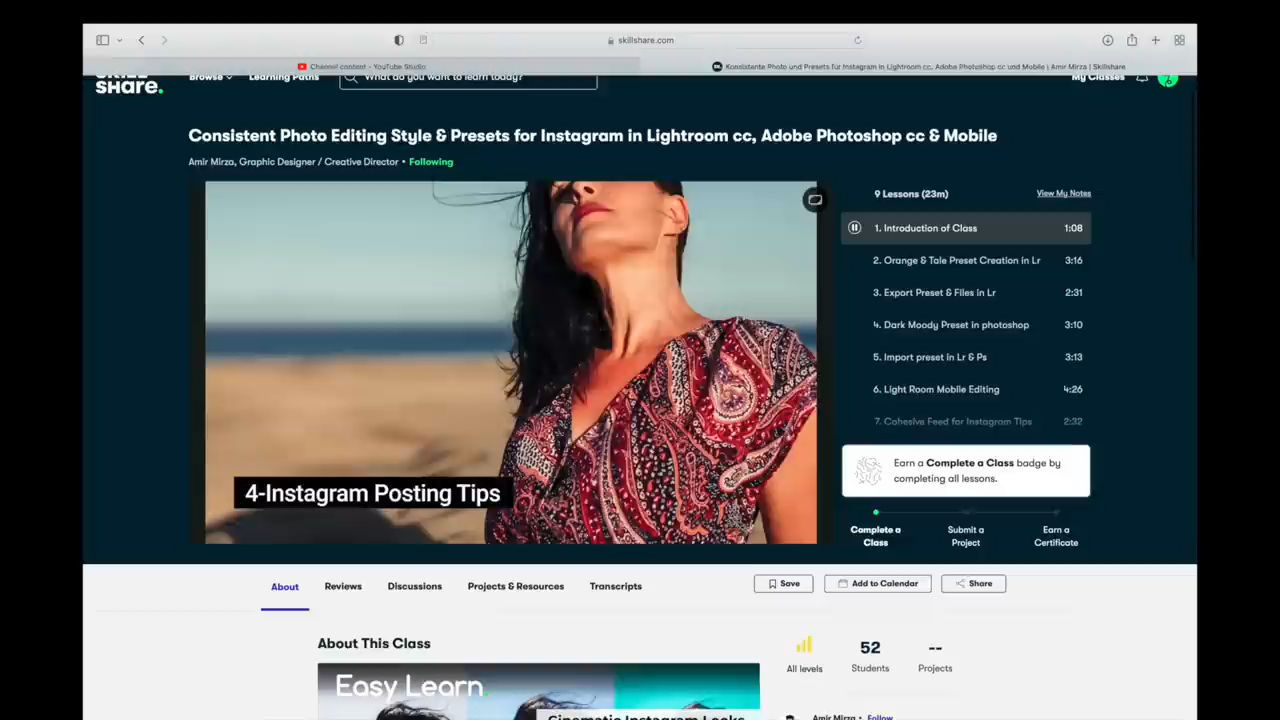 skillshare.com
Channel content - YouTube Studio
Konsistente Photo und Presets für Instagram in Lightroom cc, Adobe Photoshop cc und Mobile | Amir Mirza | Skillshare
SKILL
SHare.
Browse
Learning Paths
What do you want to learn today?
My Classes
Consistent Photo Editing Style & Presets for Instagram in Lightroom cc, Adobe Photoshop cc & Mobile
Amir Mirza, Graphic Designer / Creative Director • Following
9 Lessons (23m)
View My Notes
1. Introduction of Class 1:08
2. Orange & Tale Preset Creation in Lr 3:16
3. Export Preset & Files in Lr 2:31
4. Dark Moody Preset in photoshop 3:10
5. Import preset in Lr & Ps 3:13
6. Light Room Mobile Editing 4:26
7. Cohesive Feed for Instagram Tips 2:32
4-Instagram Posting Tips
Earn a Complete a Class badge by
completing all lessons.
Complete a
Class
Submit a
Project
Earn a
Certificate
About
Reviews
Discussions
Projects & Resources
Transcripts
Save
Add to Calendar
Share
About This Class
52
--
All levels
Students
Projects
Easy Learn.
Cinematic Instagram Looks
Amir Mirza • Follow